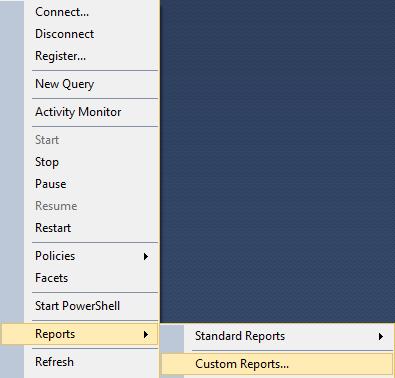 Connect...
Disconnect
Register...
New Query
Activity Monitor
Start
Stop
Pause
Resume
Restart
Policies
Facets
Start PowerShell
Reports
Standard Reports
Refresh
Custom Reports...